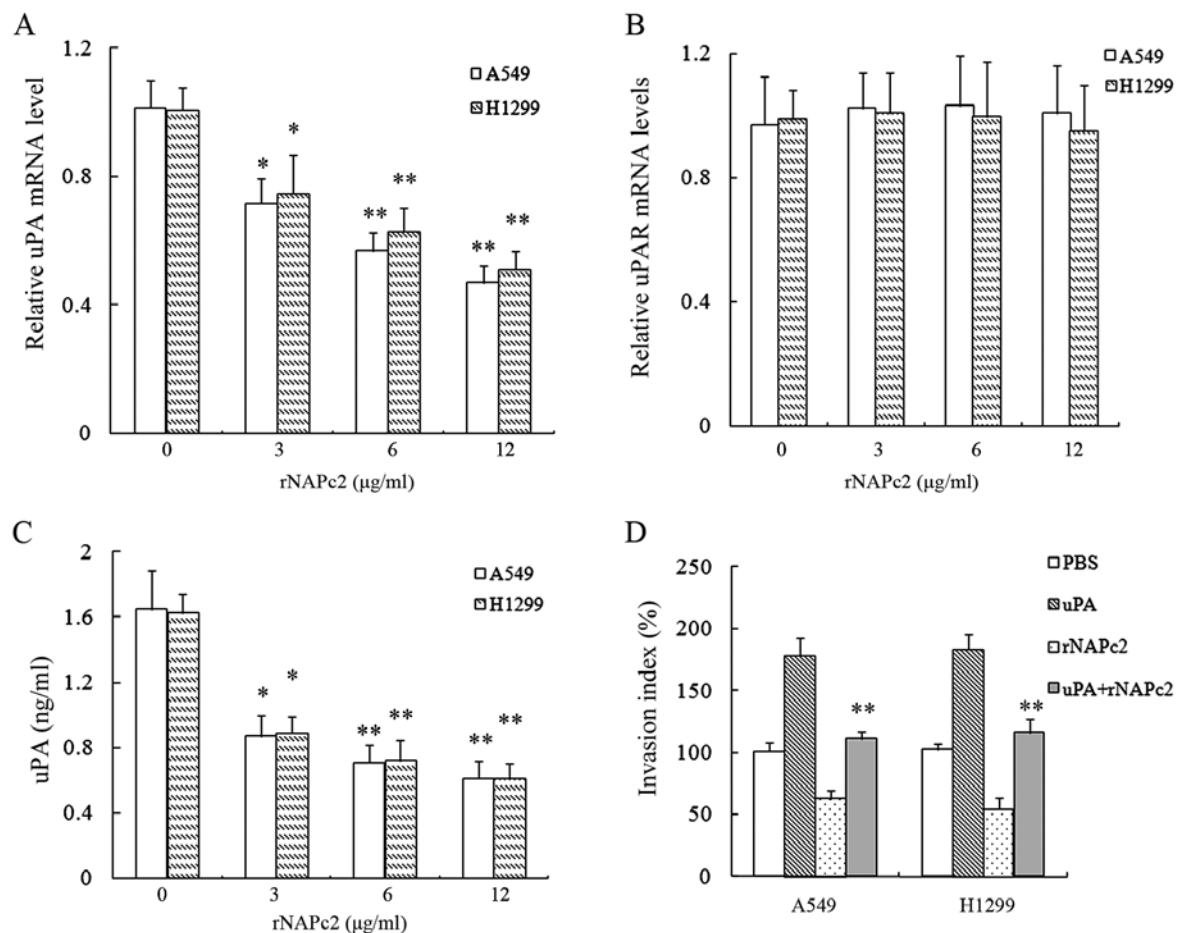 A
Relative uPA mRNA level
1.2
0.8
0.4
0
A549
H1299
* *
** **
** **
0 3 6 12
rNAPc2 (μg/ml)
B
Relative uPAR mRNA levels
1.2
0.8
0.4
0
A549
H1299
0 3 6 12
rNAPc2 (μg/ml)
C
uPA (ng/ml)
2
1.6
1.2
0.8
0.4
0
A549
H1299
* *
** **
** **
0 3 6 12
rNAPc2 (μg/ml)
D
Invasion index (%)
250
200
150
100
50
0
PBS
uPA
rNAPc2
uPA+rNAPc2
** **
A549 H1299